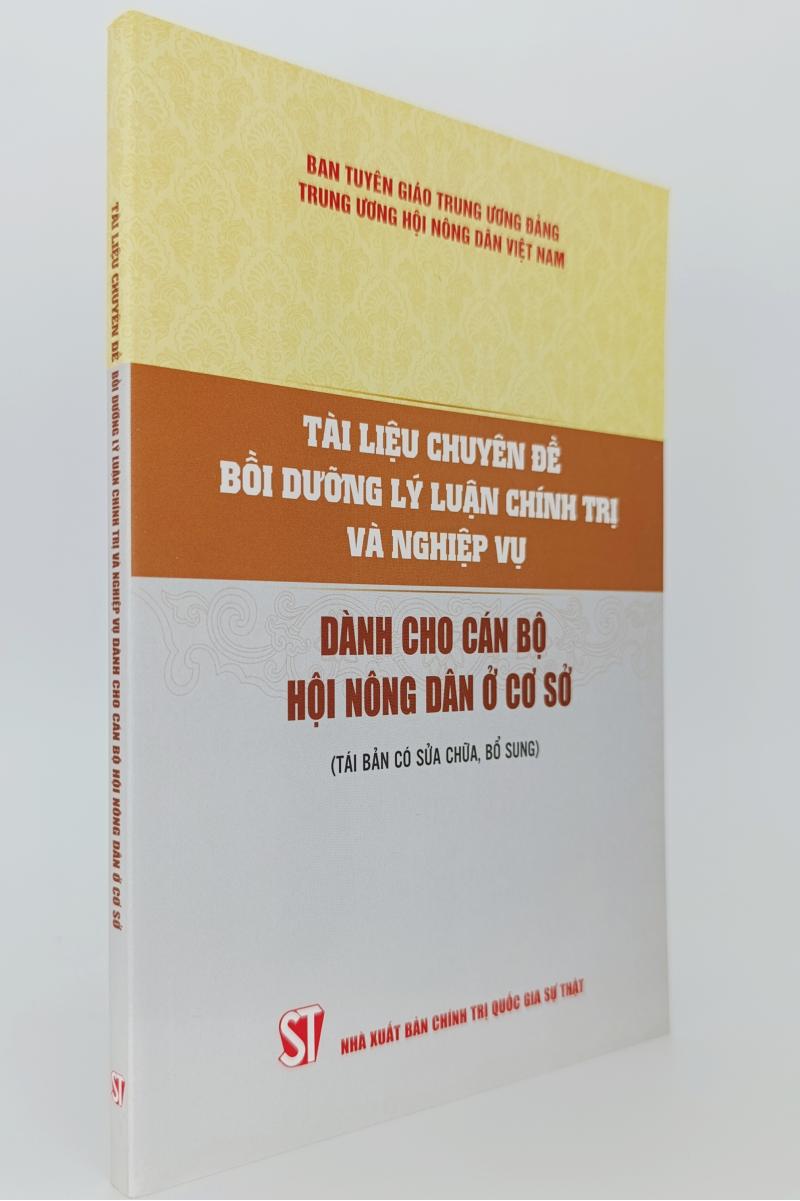 BAN TUYÊN GIÁO TRUNG ƯƠNG ĐẢNG
TRUNG ƯƠNG HỘI NÔNG DÂN VIỆT NAM
TÀI LIỆU CHUYÊN ĐỀ
BỒI DƯỠNG LÝ LUẬN CHÍNH TRỊ
VÀ NGHIỆP VỤ
DÀNH CHO CÁN BỘ
HỘI NÔNG DÂN Ở CƠ SỞ
(TÁI BẢN CÓ SỬA CHỮA, BỔ SUNG)
ST
NHÀ XUẤT BẢN CHÍNH TRỊ QUỐC GIA SỰ THẬT
TÀI LIỆU CHUYÊN ĐỀ BỒI DƯỠNG LÝ LUẬN CHÍNH TRỊ VÀ NGHIỆP VỤ DÀNH CHO CÁN BỘ HỘI NÔNG DÂN Ở CƠ SỞ
ST